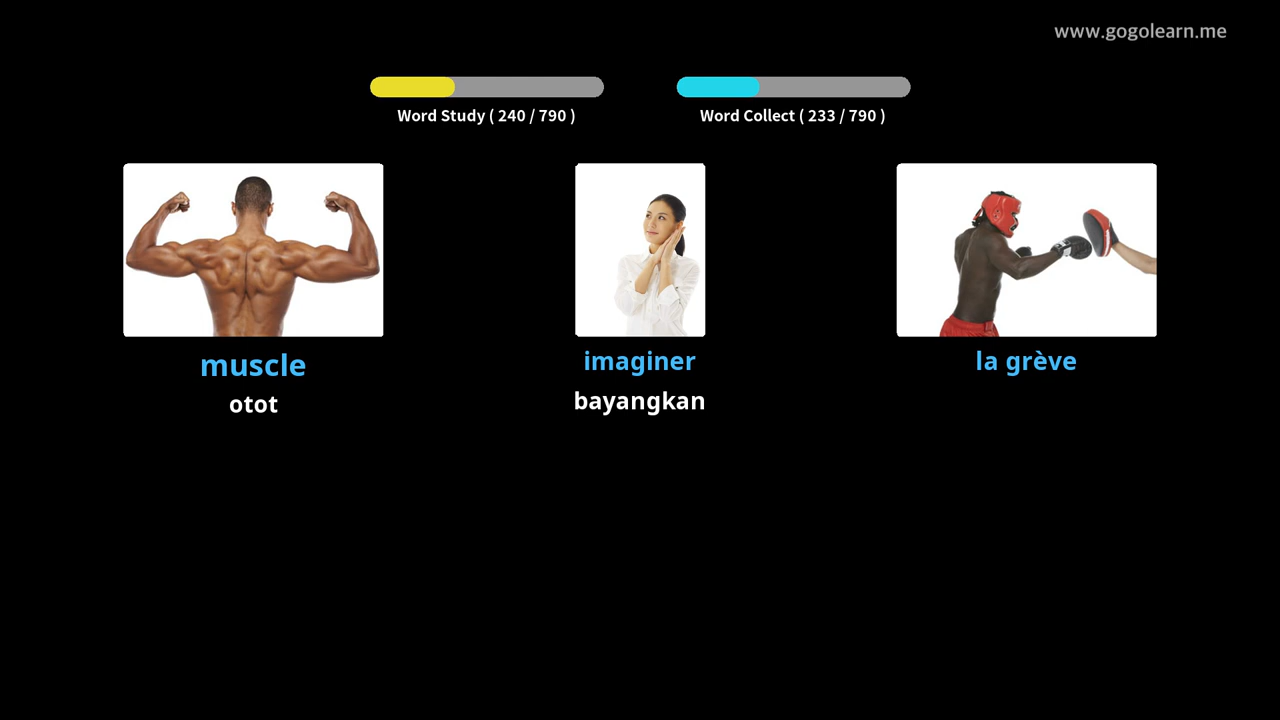 www.gogolearn.me
Word Study ( 240 / 790 )
Word Collect ( 233 / 790 )
muscle
otot
imaginer
bayangkan
la grève